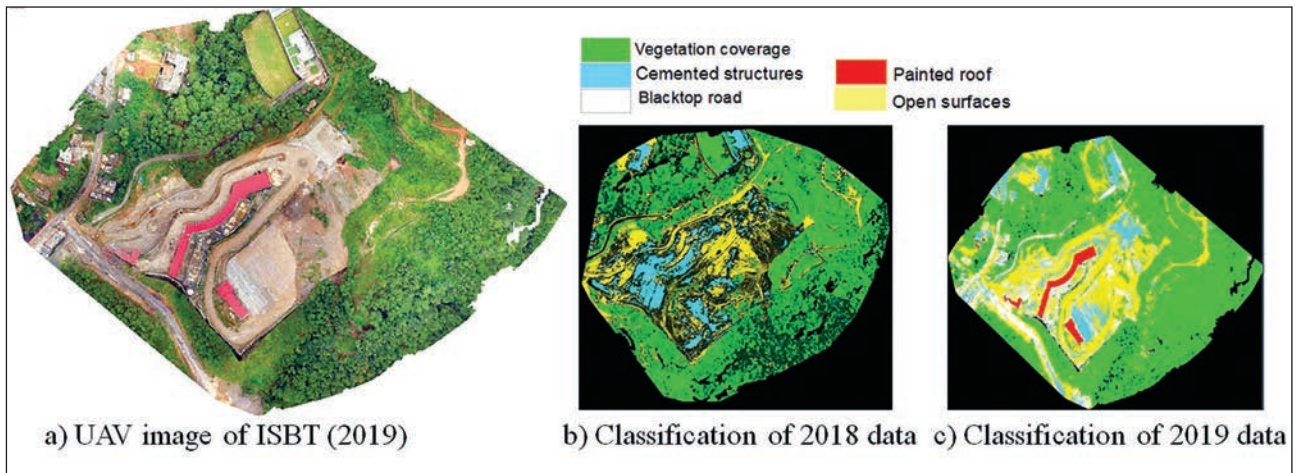 Vegetation coverage
Cemented structures
Blacktop road
Painted roof
Open surfaces
a) UAV image of ISBT (2019)
b) Classification of 2018 data
c) Classification of 2019 data